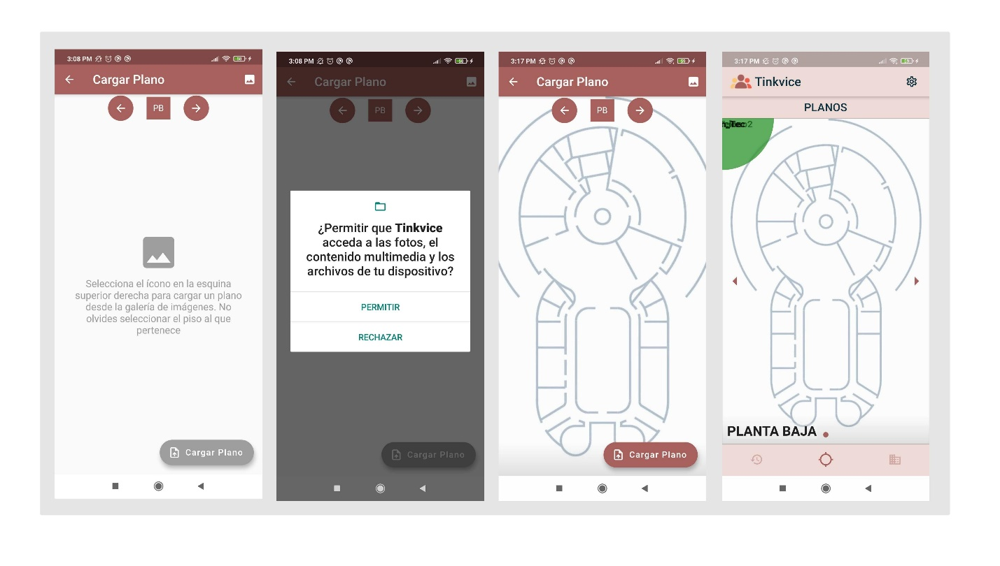 3:08 PM
58
Cargar Plano
PB
Selecciona el ícono en la esquina
superior derecha para cargar un plano
desde la galería de imágenes. No
olvides seleccionar el piso al que
pertenece
Cargar Plano
3:08 PM
58
Cargar Plano
PB
¿Permitir que Tinkvice
acceda a las fotos, el
contenido multimedia y los
archivos de tu dispositivo?
PERMITIR
RECHAZAR
Cargar Plano
3:17 PM
Cargar Plano
PB
Cargar Plano
3:17 PM
Tinkvice
PLANOS
PLANTA BAJA